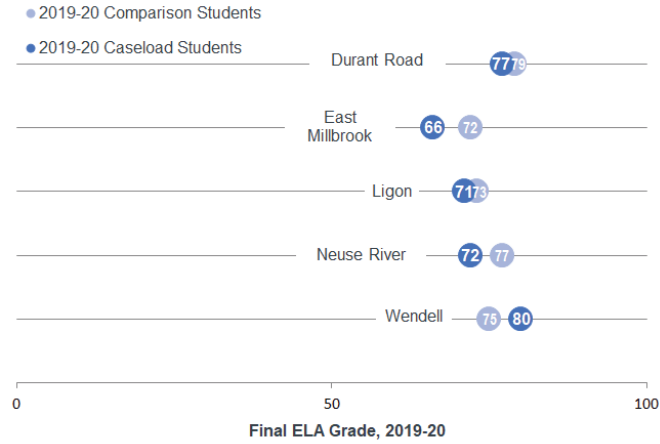 2019-20 Comparison Students
2019-20 Caseload Students
Durant Road
77 79
East
Millbrook
66 72
Ligon
71 73
Neuse River
72 77
Wendell
75 80
0 50 100
Final ELA Grade, 2019-20